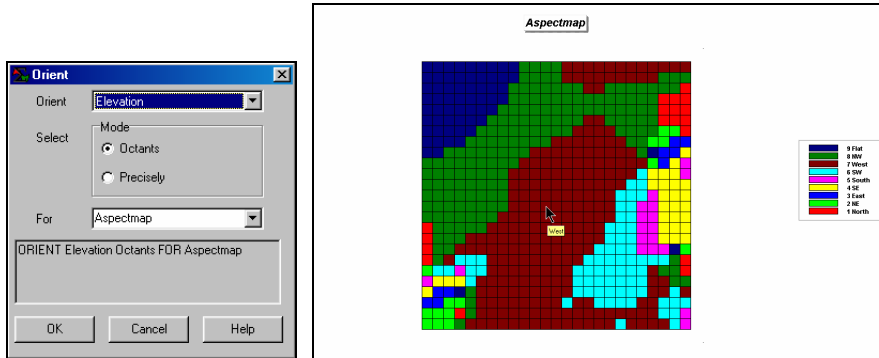 Orient
Orient Elevation
Select Mode
Octants
Precisely
For Aspectmap
ORIENT Elevation Octants FOR Aspectmap
OK Cancel Help
Aspectmap
West
9 Flat
8 NW
7 West
6 SW
5 South
4 SE
3 East
2 NE
1 North